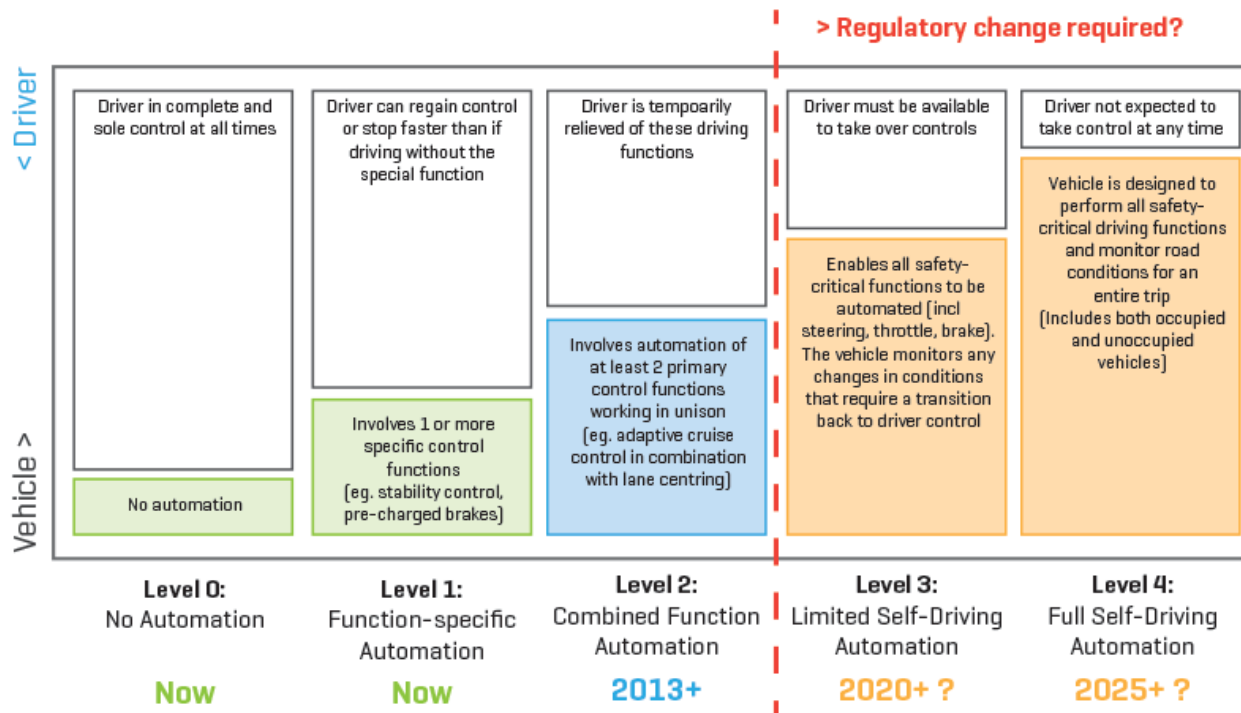 > Regulatory change required?
< Driver
Vehicle >
Driver in complete and
sole control at all times
No automation
Driver can regain control
or stop faster than if
driving without the
special function
Involves 1 or more
specific control
functions
(eg. stability control,
pre-charged brakes)
Driver is tempoarily
relieved of these driving
functions
Involves automation of
at least 2 primary
control functions
working in unison
(eg. adaptive cruise
control in combination
with lane centring)
Driver must be available
to take over controls
Enables all safety-
critical functions to be
automated (incl
steering, throttle, brake).
The vehicle monitors any
changes in conditions
that require a transition
back to driver control
Driver not expected to
take control at any time
Vehicle is designed to
perform all safety-
critical driving functions
and monitor road
conditions for an
entire trip
(Includes both occupied
and unoccupied
vehicles)
Level 0:
No Automation
Now
Level 1:
Function-specific
Automation
Now
Level 2:
Combined Function
Automation
2013+
Level 3:
Limited Self-Driving
Automation
2020+ ?
Level 4:
Full Self-Driving
Automation
2025+ ?